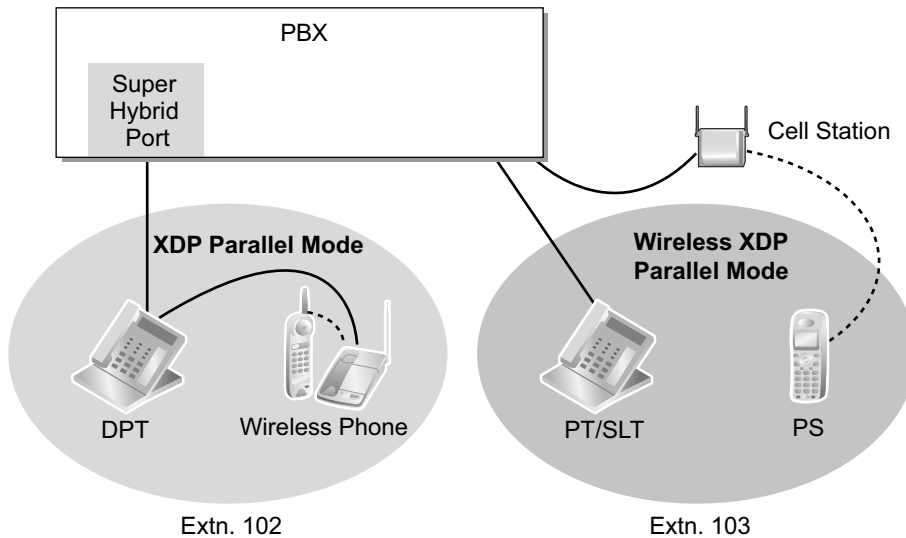 PBX
Super
Hybrid
Port
Cell Station
XDP Parallel Mode
Wireless XDP
Parallel Mode
DPT
Wireless Phone
PT/SLT
PS
Extn. 102
Extn. 103